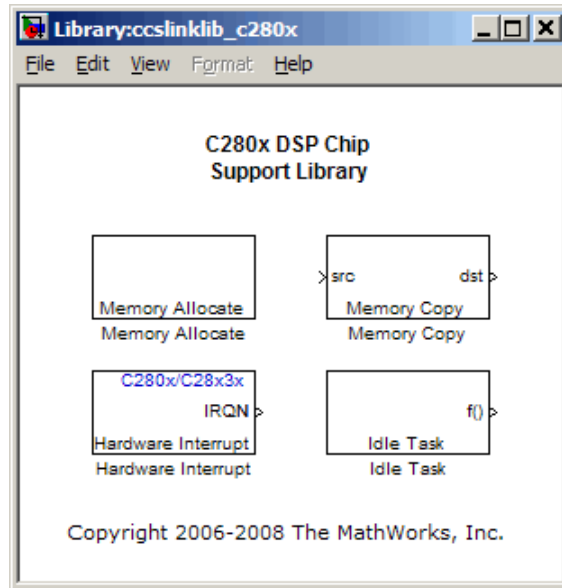 Library:ccslinklib_c280x
File Edit View Format Help
C280x DSP Chip
Support Library
Memory Allocate
Memory Allocate
src dst
Memory Copy
Memory Copy
C280x/C28x3x
IRQN
Hardware Interrupt
Hardware Interrupt
f()
Idle Task
Idle Task
Copyright 2006-2008 The MathWorks, Inc.